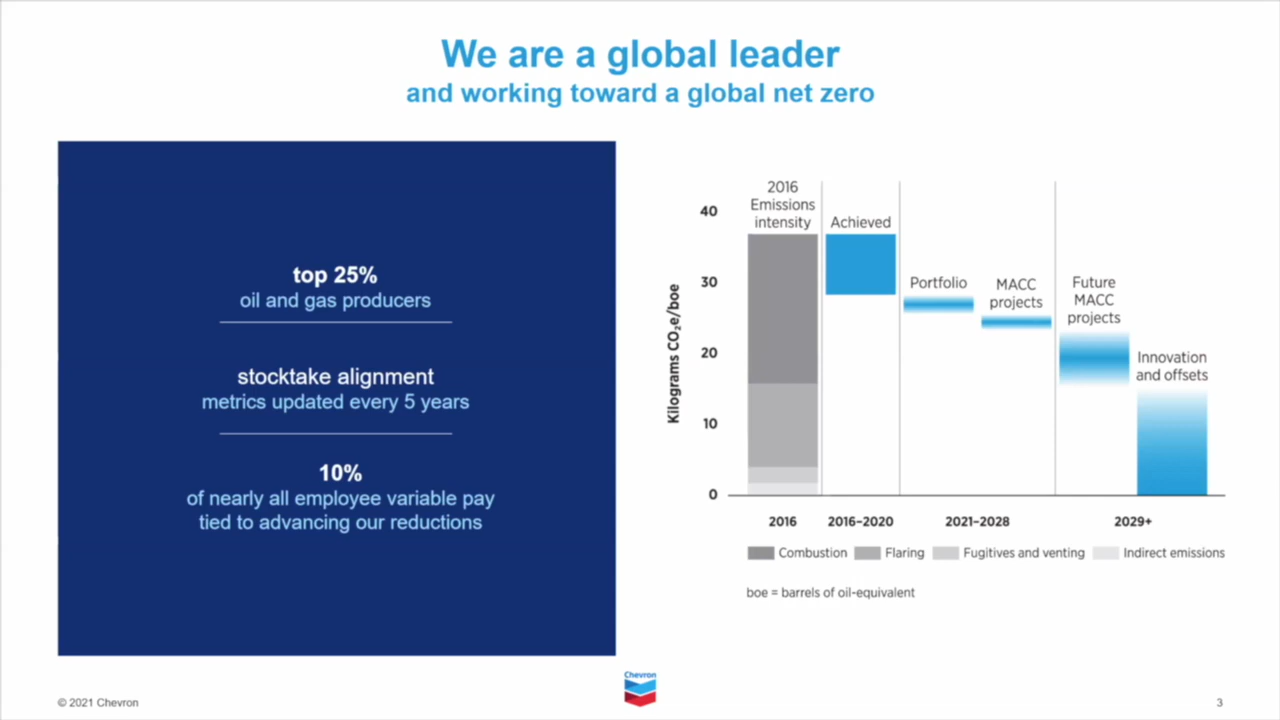 We are a global leader
and working toward a global net zero
top 25%
oil and gas producers
stocktake alignment
metrics updated every 5 years
10%
of nearly all employee variable pay
tied to advancing our reductions
Kilograms CO₂e/boe
40
30
20
10
0
2016
Emissions
intensity
Achieved
Portfolio
MACC
projects
Future
MACC
projects
Innovation
and offsets
2016
2016–2020
2021–2028
2029+
Combustion
Flaring
Fugitives and venting
Indirect emissions
boe = barrels of oil-equivalent
© 2021 Chevron
Chevron
3